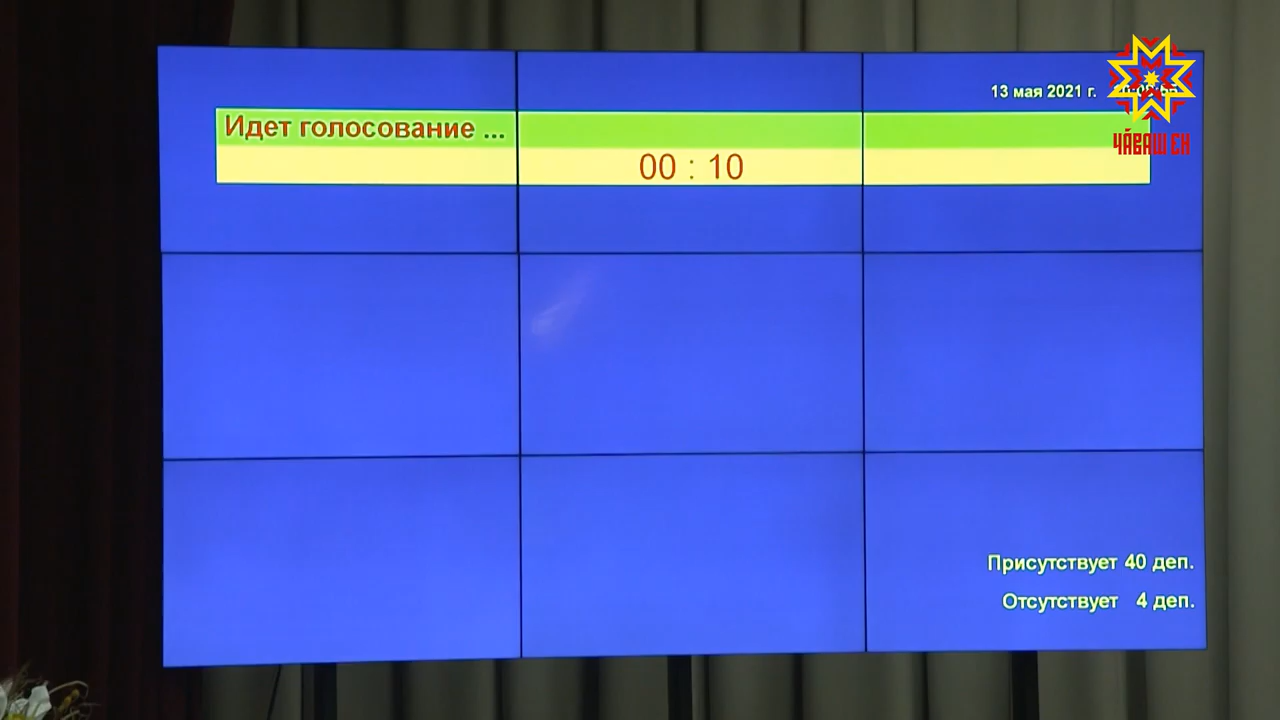 13 мая 2021 г.
Идет голосование ...
00 : 10
ЧĂВАШ ЕН
Присутствует 40 деп.
Отсутствует 4 деп.